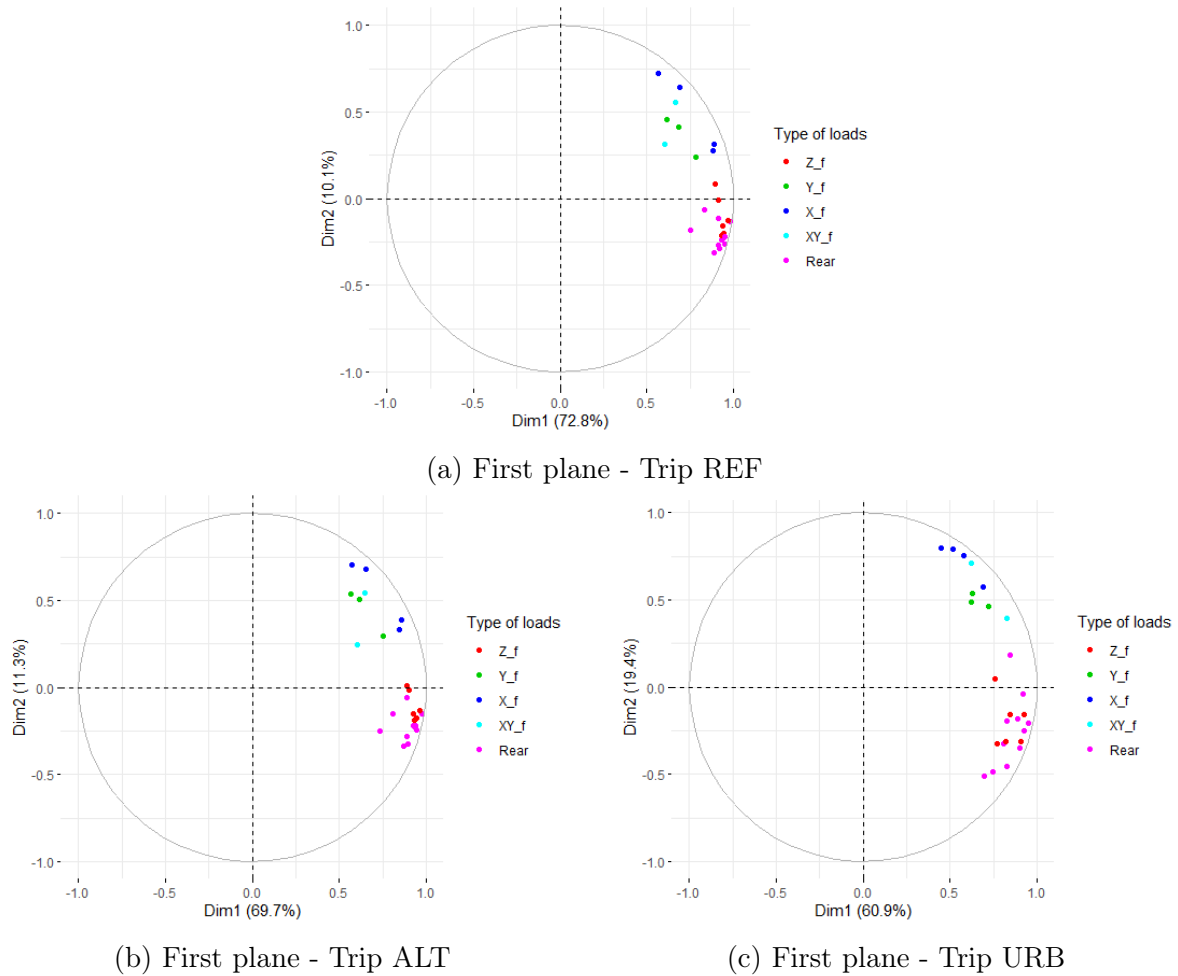 1.0
0.5
0.0
-0.5
-1.0
Dim2 (10.1%)
-1.0 -0.5 0.0 0.5 1.0
Dim1 (72.8%)
Type of loads
Z_f
Y_f
X_f
XY_f
Rear
(a) First plane - Trip REF
1.0
0.5
0.0
-0.5
-1.0
Dim2 (11.3%)
-1.0 -0.5 0.0 0.5 1.0
Dim1 (69.7%)
Type of loads
Z_f
Y_f
X_f
XY_f
Rear
(b) First plane - Trip ALT
1.0
0.5
0.0
-0.5
-1.0
Dim2 (19.4%)
-1.0 -0.5 0.0 0.5 1.0
Dim1 (60.9%)
Type of loads
Z_f
Y_f
X_f
XY_f
Rear
(c) First plane - Trip URB